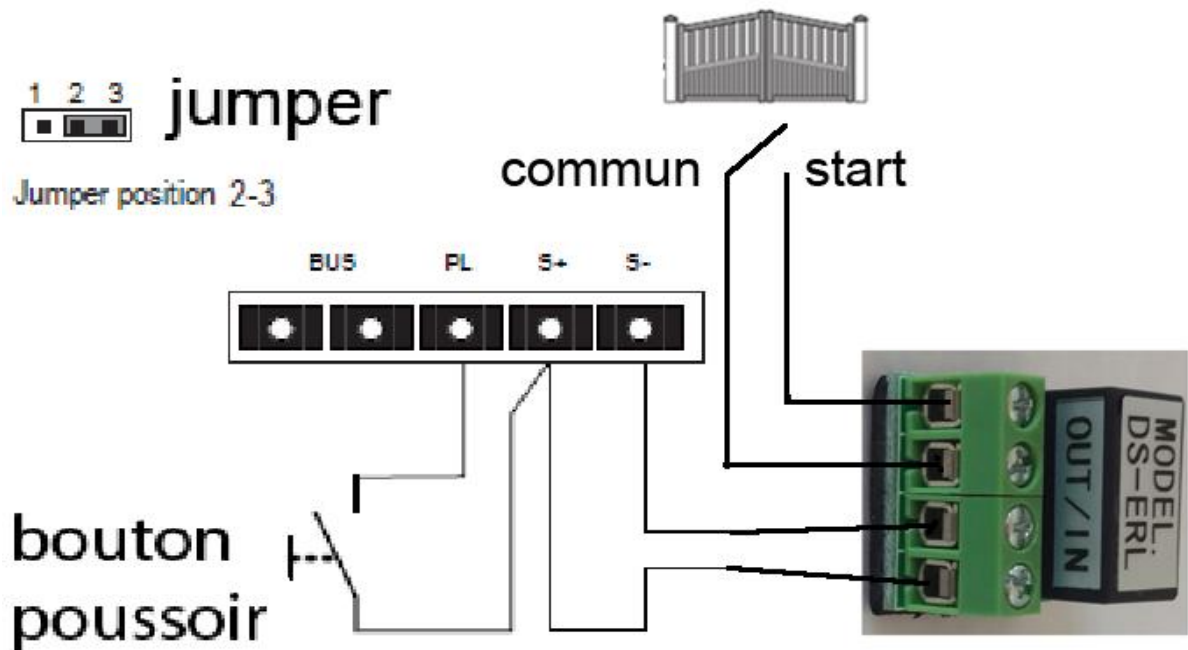 1 2 3
jumper
Jumper position 2-3
commun
start
BUS PL S+ S-
bouton
poussoir
MODEL.
DS-ERL
OUT/IN